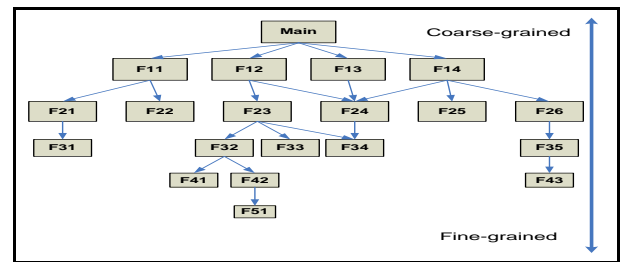 Main
Coarse-grained
F11 F12 F13 F14
F21 F22 F23 F24 F25 F26
F31 F32 F33 F34 F35
F41 F42 F43
F51
Fine-grained